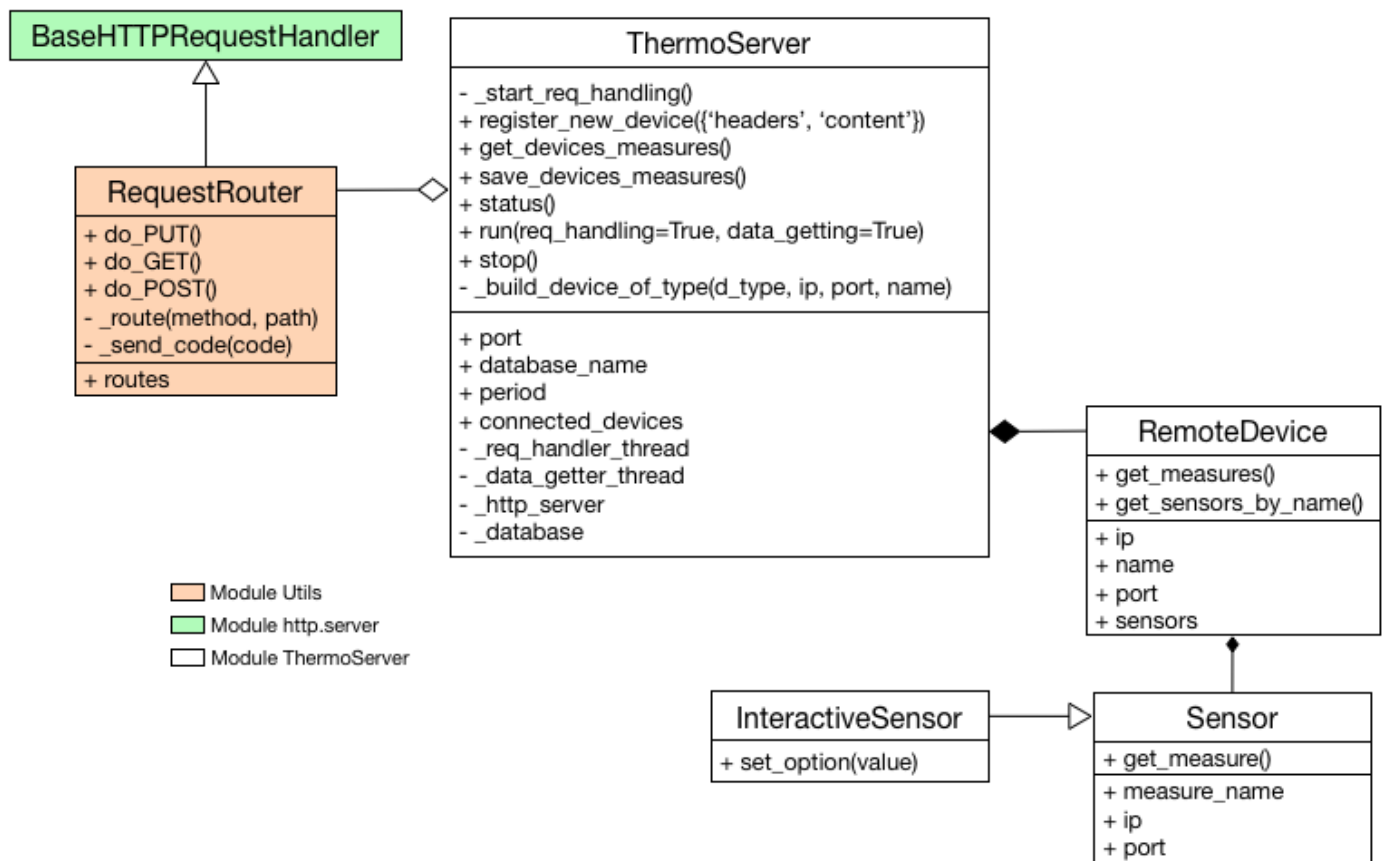 BaseHTTPRequestHandler
ThermoServer
- _start_req_handling()
+ register_new_device({‘headers’, ‘content’})
+ get_devices_measures()
+ save_devices_measures()
+ status()
+ run(req_handling=True, data_getting=True)
+ stop()
- _build_device_of_type(d_type, ip, port, name)
+ port
+ database_name
+ period
+ connected_devices
- _req_handler_thread
- _data_getter_thread
- _http_server
- _database
RequestRouter
+ do_PUT()
+ do_GET()
+ do_POST()
- _route(method, path)
- _send_code(code)
+ routes
RemoteDevice
+ get_measures()
+ get_sensors_by_name()
+ ip
+ name
+ port
+ sensors
Module Utils
Module http.server
Module ThermoServer
InteractiveSensor
+ set_option(value)
Sensor
+ get_measure()
+ measure_name
+ ip
+ port